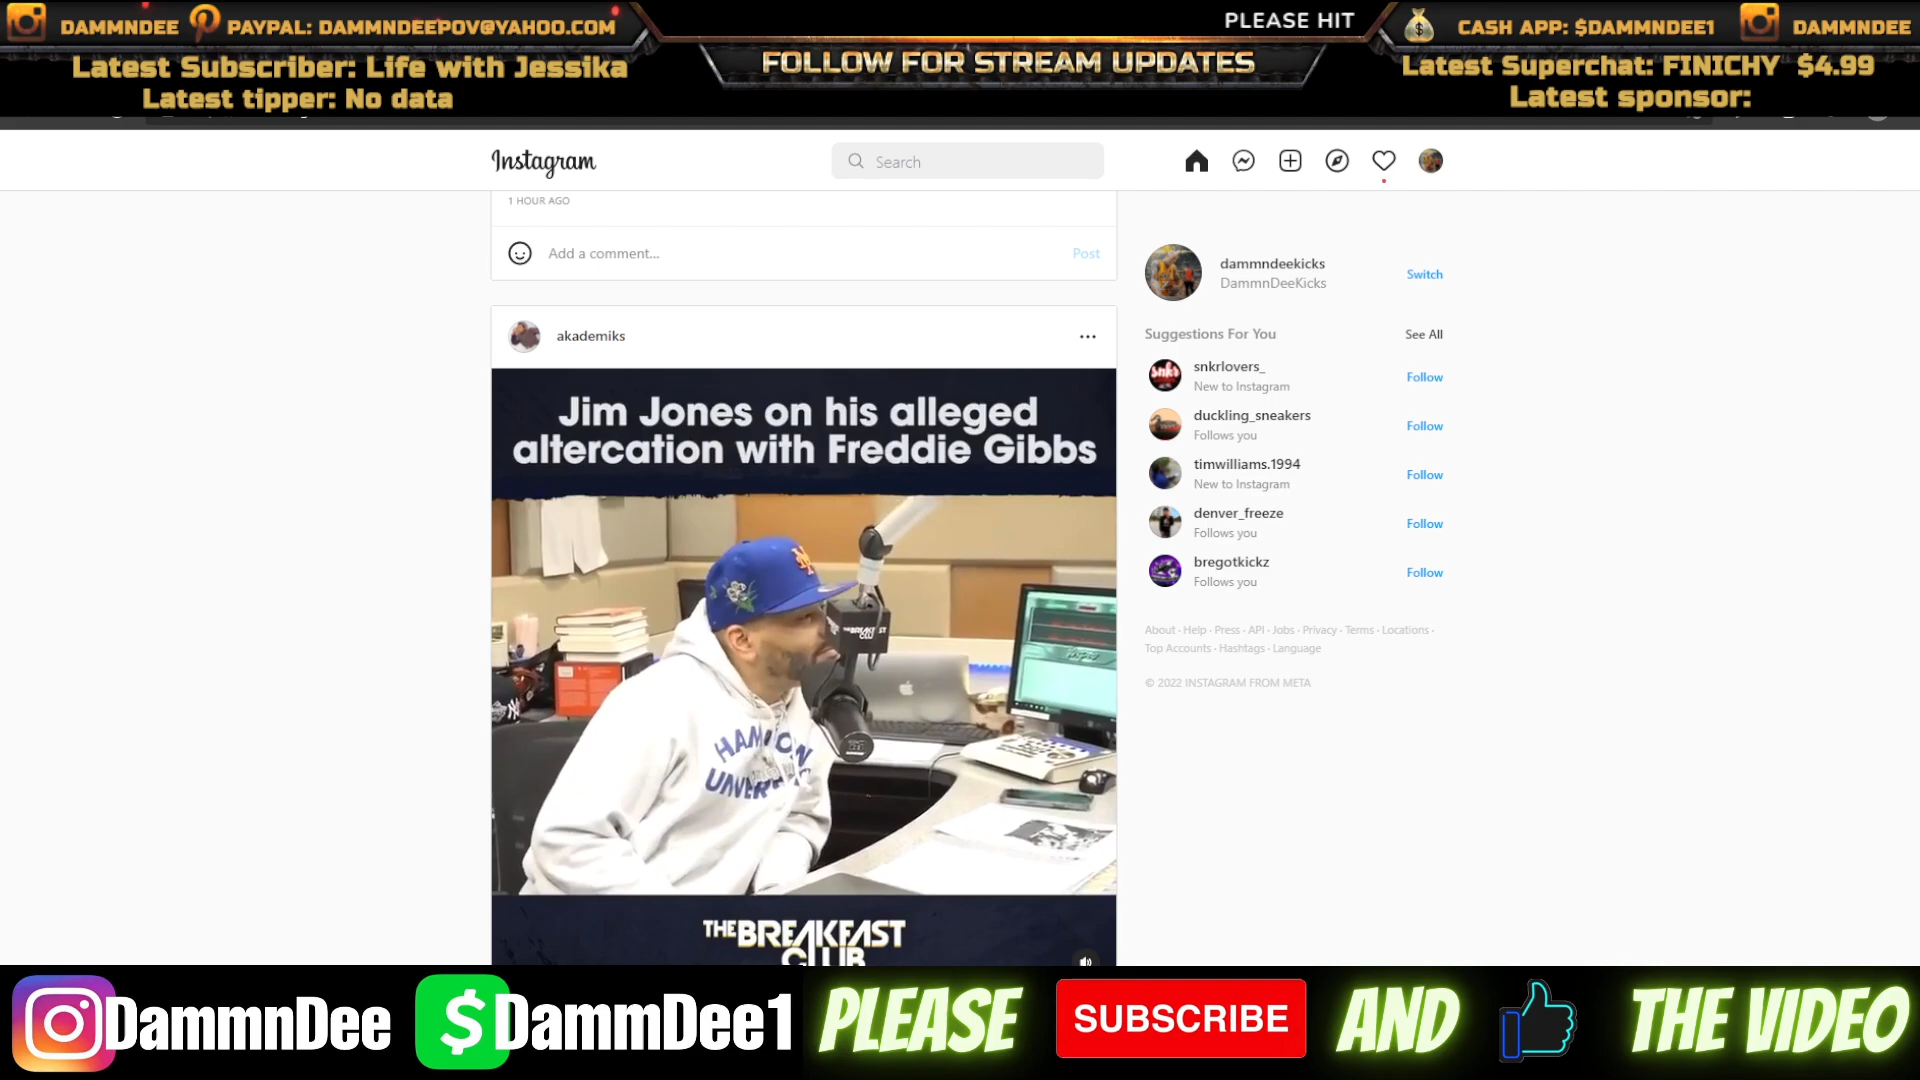 DAMMNDEE
PAYPAL: DAMMNDEEPOV@YAHOO.COM
PLEASE HIT
CASH APP: $DAMMNDEE1
DAMMNDEE
Latest Subscriber: Life with Jessika
FOLLOW FOR STREAM UPDATES
Latest Superchat: FINICHY $4.99
Latest tipper: No data
Latest sponsor:
Instagram
Search
1 HOUR AGO
Add a comment...
Post
dammndeekicks
DammnDeeKicks
Switch
akademiks
Suggestions For You
See All
snkrlovers_
New to Instagram
Follow
duckling_sneakers
Follows you
Follow
timwilliams.1994
New to Instagram
Follow
denver_freeze
Follows you
Follow
bregotkickz
Follows you
Follow
About · Help · Press · API · Jobs · Privacy · Terms · Locations ·
Top Accounts · Hashtags · Language
© 2022 INSTAGRAM FROM META
Jim Jones on his alleged
altercation with Freddie Gibbs
THE BREAKFAST
CLUB
DammnDee
$DammDee1
PLEASE
SUBSCRIBE
AND
THE VIDEO